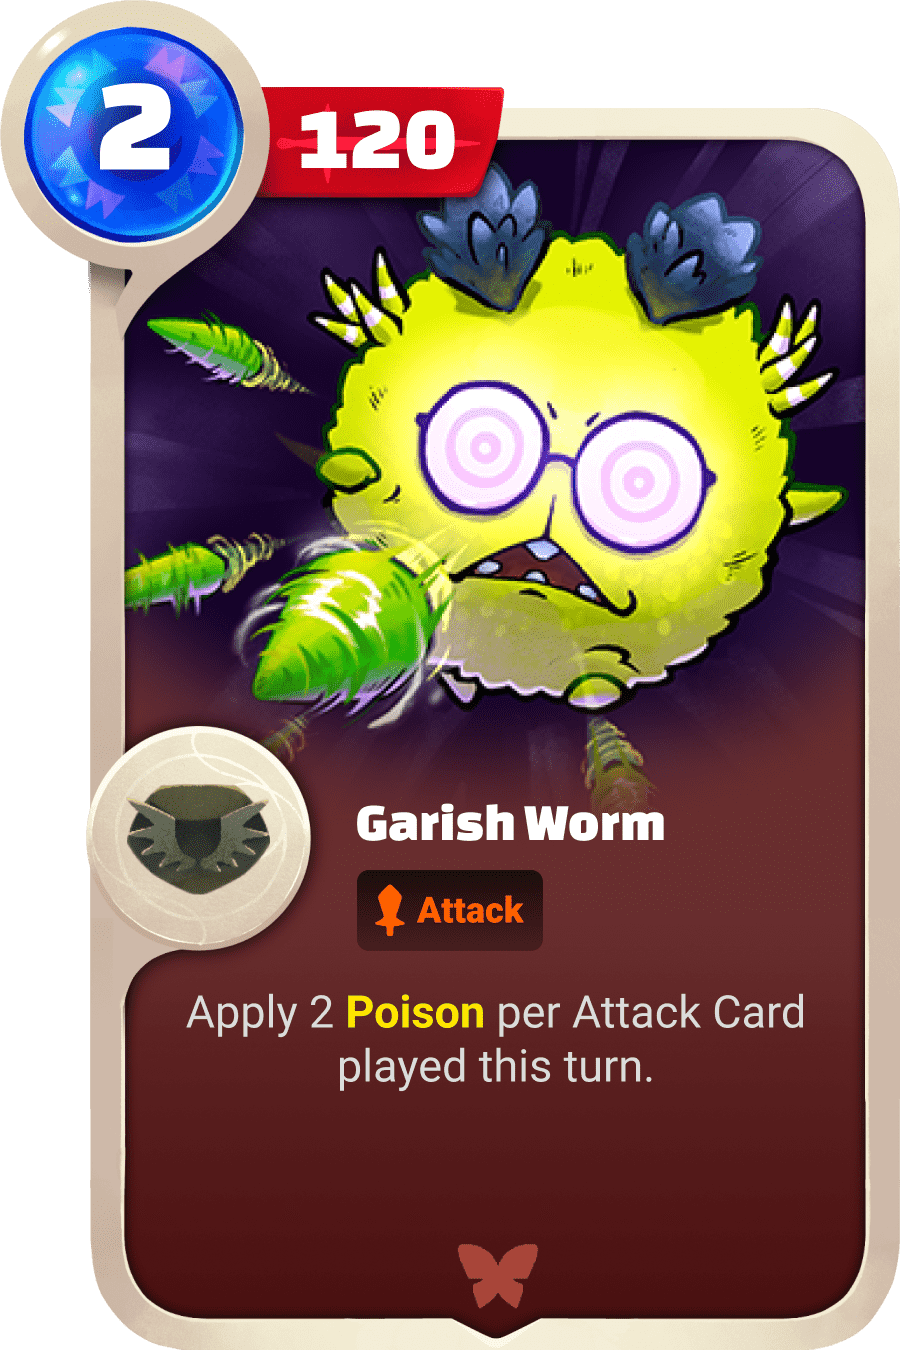 2
120
Garish Worm
Attack
Apply 2 Poison per Attack Card
played this turn.